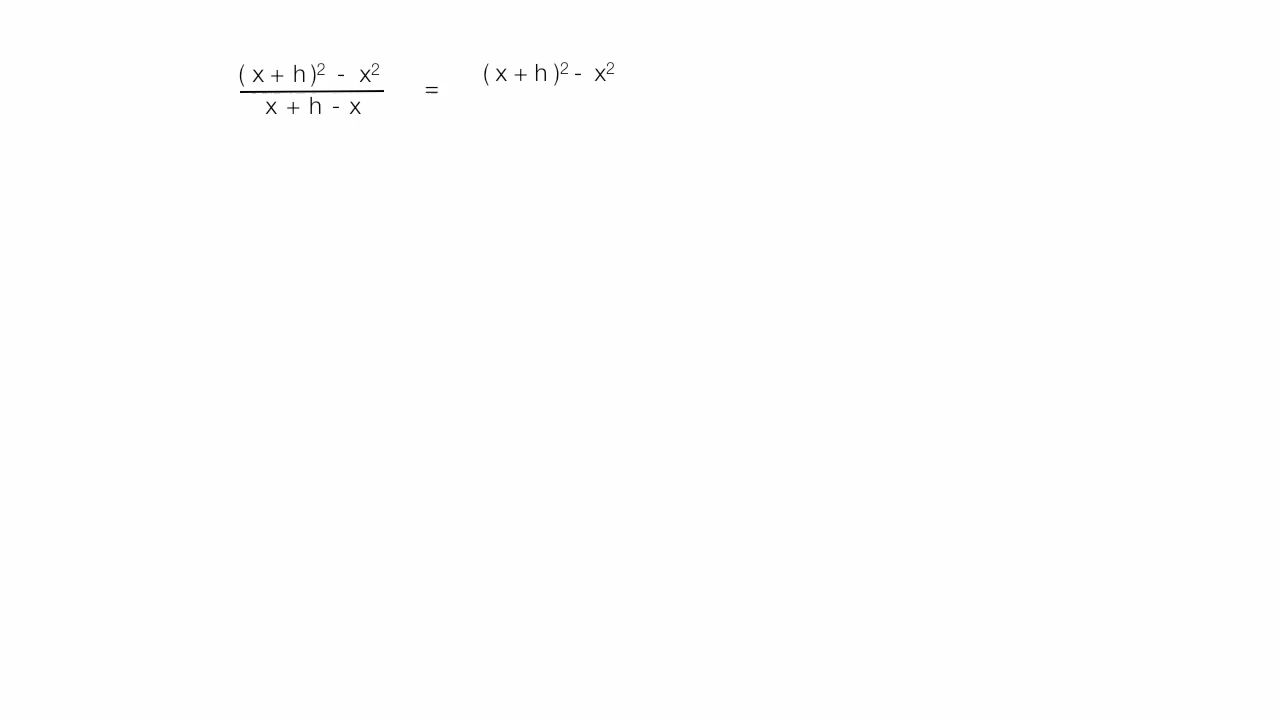 ( x + h )² - x² = ( x + h )² - x²
x + h - x